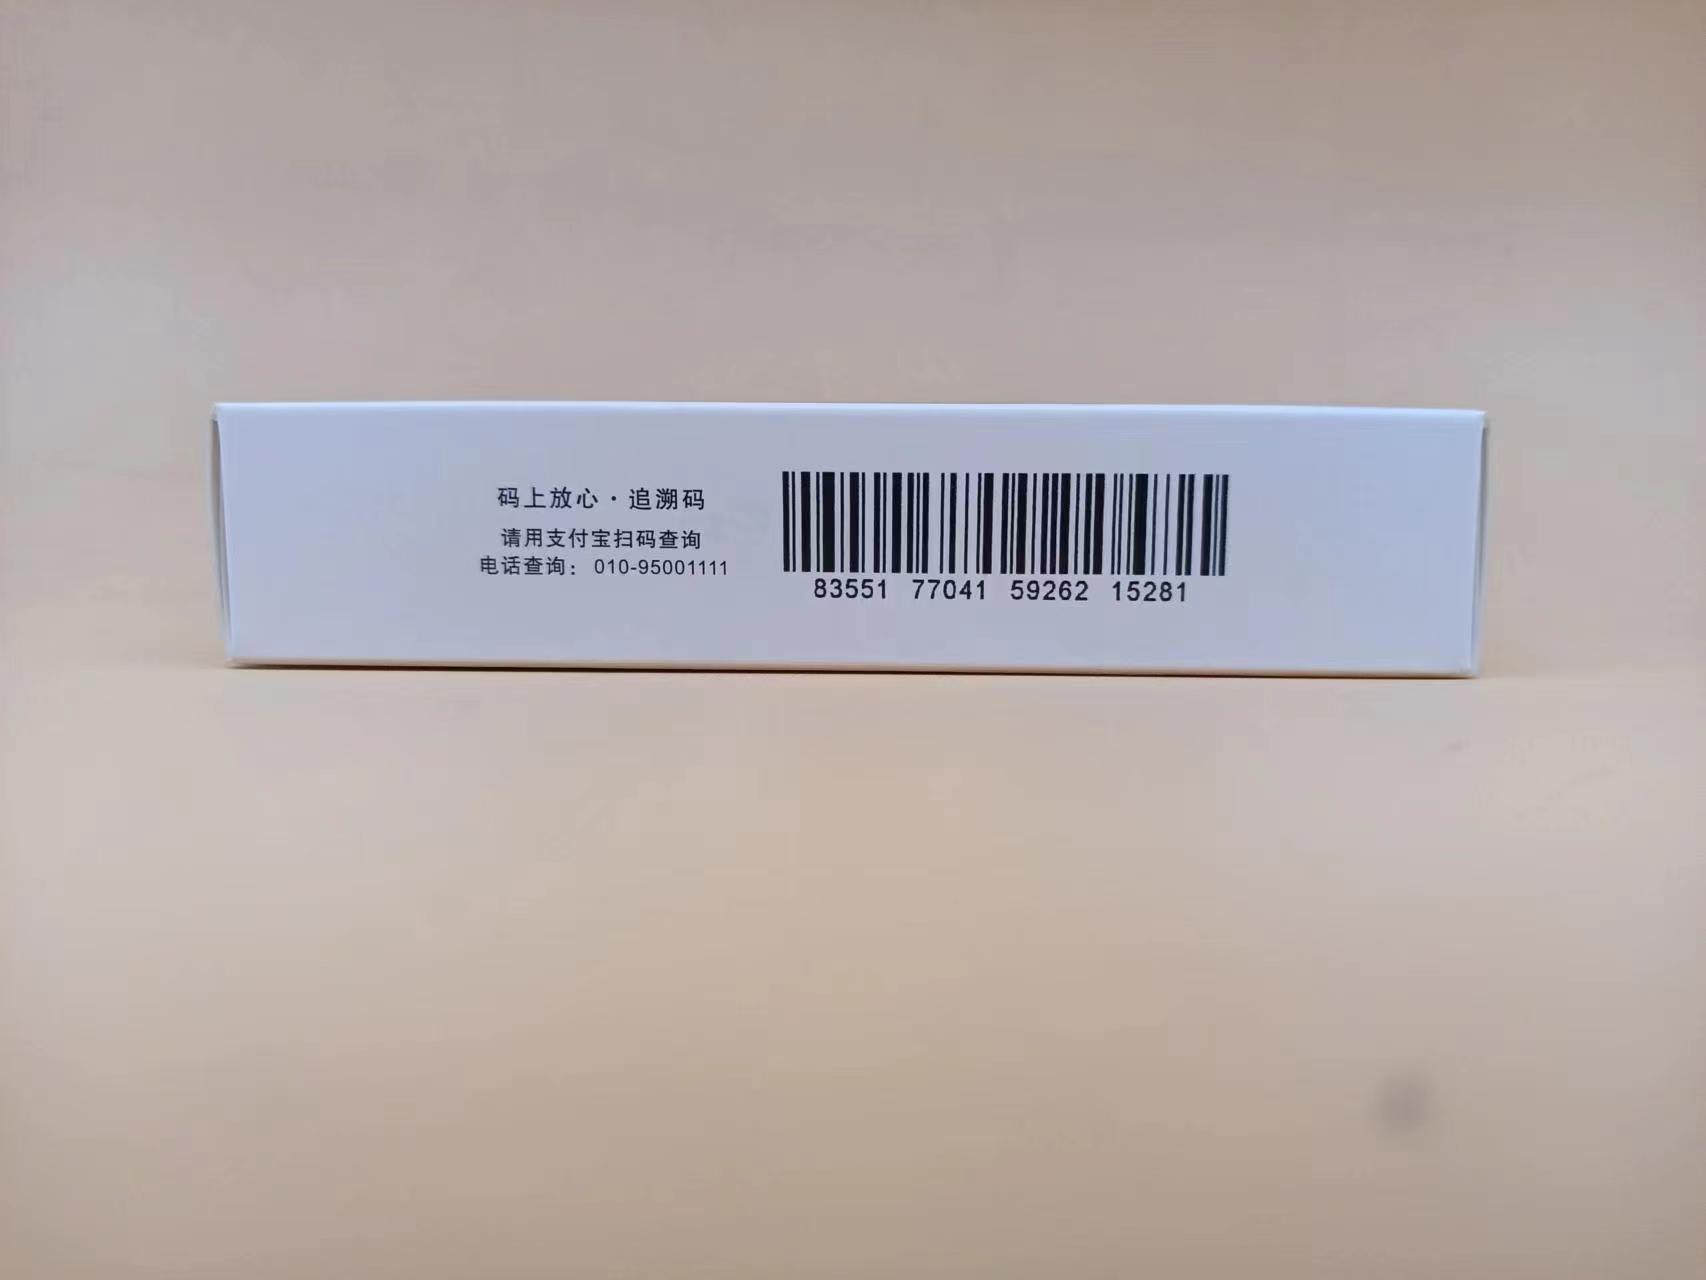 码上放心·追溯码
请用支付宝扫码查询
电话查询：010-95001111
83551 77041 59262 15281